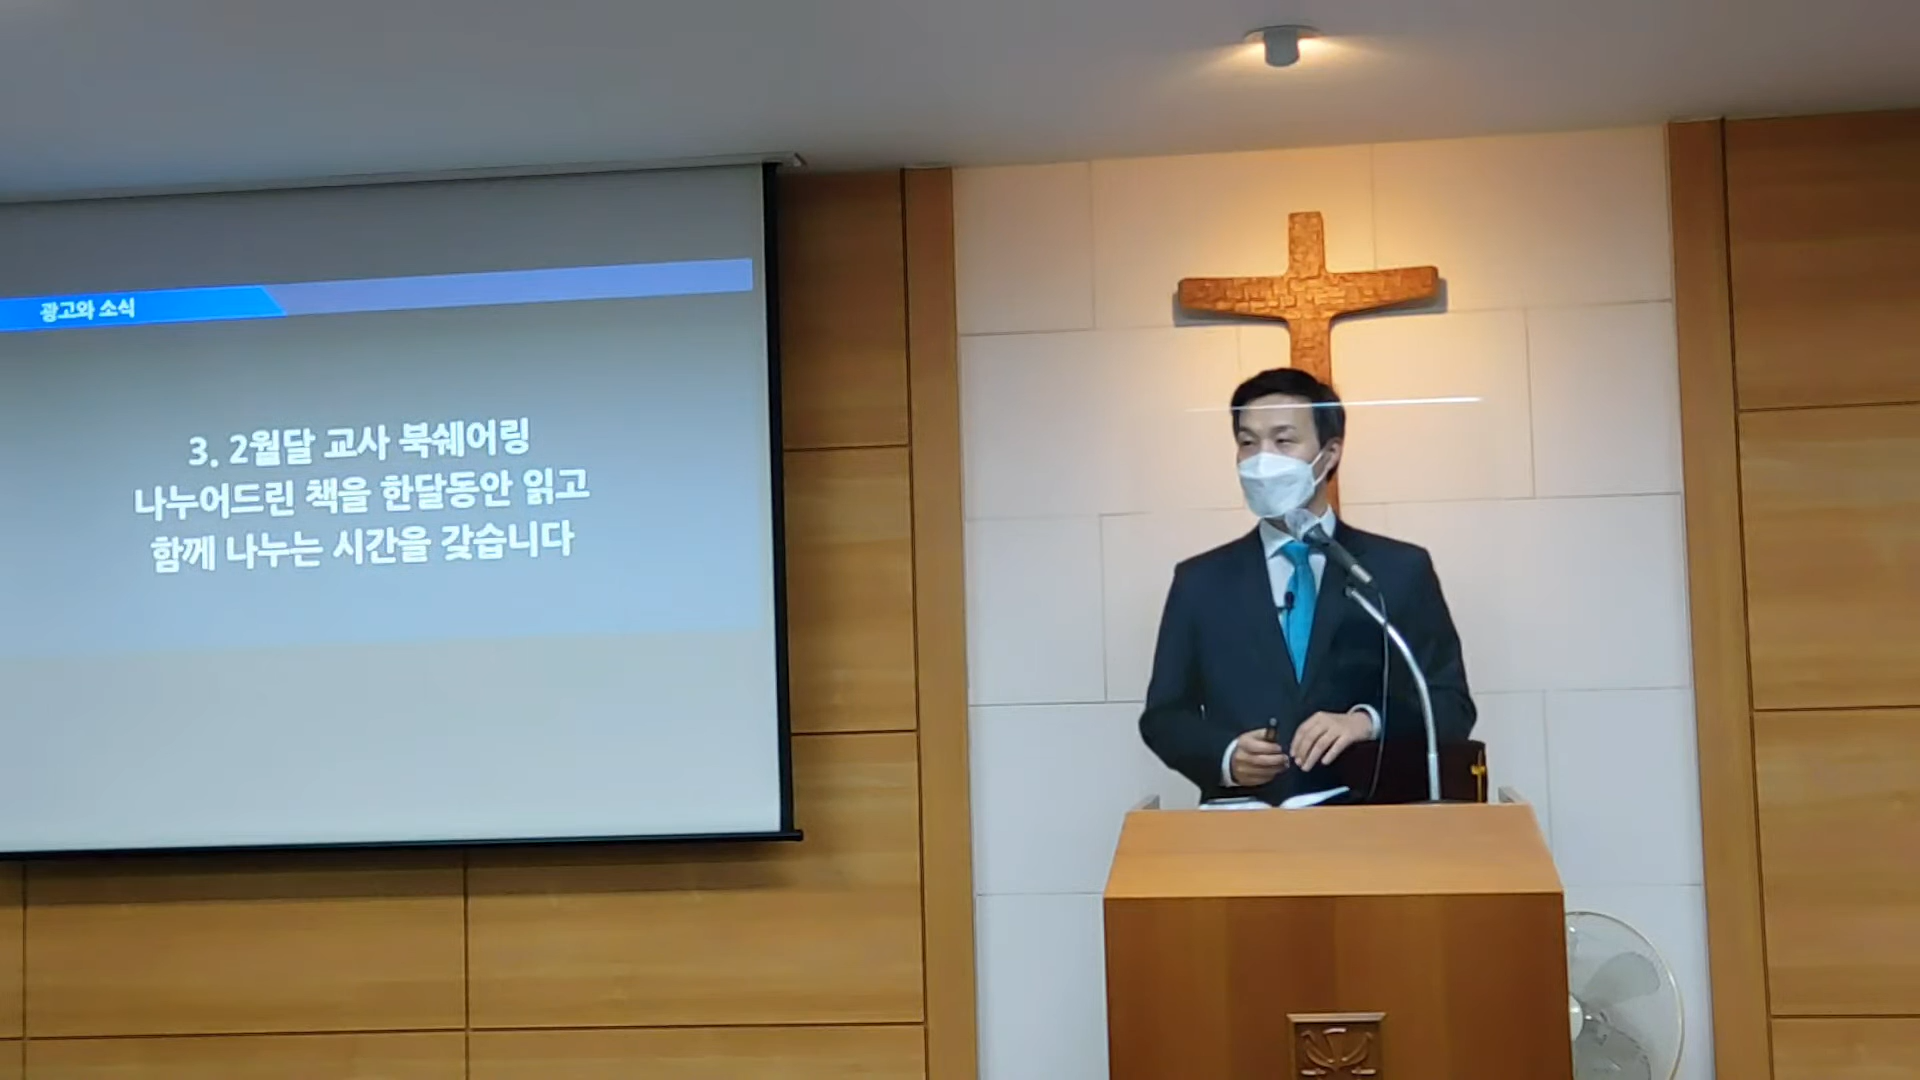 광고와 소식
3. 2월달 교사 북쉐어링
나누어드린 책을 한달동안 읽고
함께 나누는 시간을 갖습니다